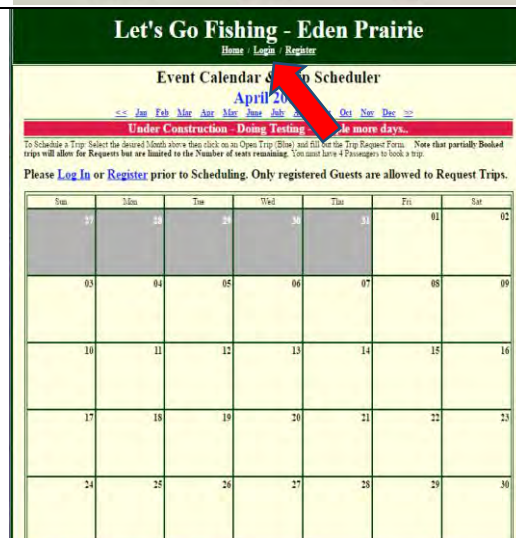 Let's Go Fishing - Eden Prairie
Home / Login / Register
Event Calendar & Scheduler
April
<< Jan Feb Mar Apr May June July Oct Nov Dec >>
Under Construction - Doing Testing - more days..
To Schedule a Trip: Select the desired Month above then click on an Open Trip (Blue) and fill out the Trip Request Form. Note that partially Booked
trips will allow for Requests but are limited to the Number of seats remaining. You must have 4 Passengers to book a trip.
Please Log In or Register prior to Scheduling. Only registered Guests are allowed to Request Trips.
Sun Mon Tue Wed Thu Fri Sat
27 28 29 30 31 01 02
03 04 05 06 07 08 09
10 11 12 13 14 15 16
17 18 19 20 21 22 23
24 25 26 27 28 29 30